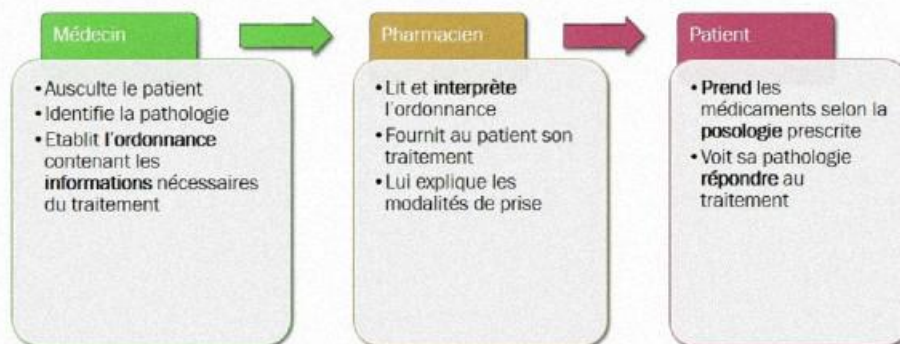 Médecin
• Ausculte le patient
• Identifie la pathologie
• Etablit l'ordonnance
contenant les
informations nécessaires
du traitement
Pharmacien
• Lit et interprète
l'ordonnance
• Fournit au patient son
traitement
• Lui explique les
modalités de prise
Patient
• Prend les
médicaments selon la
posologie prescrite
• Voit sa pathologie
répondre au
traitement